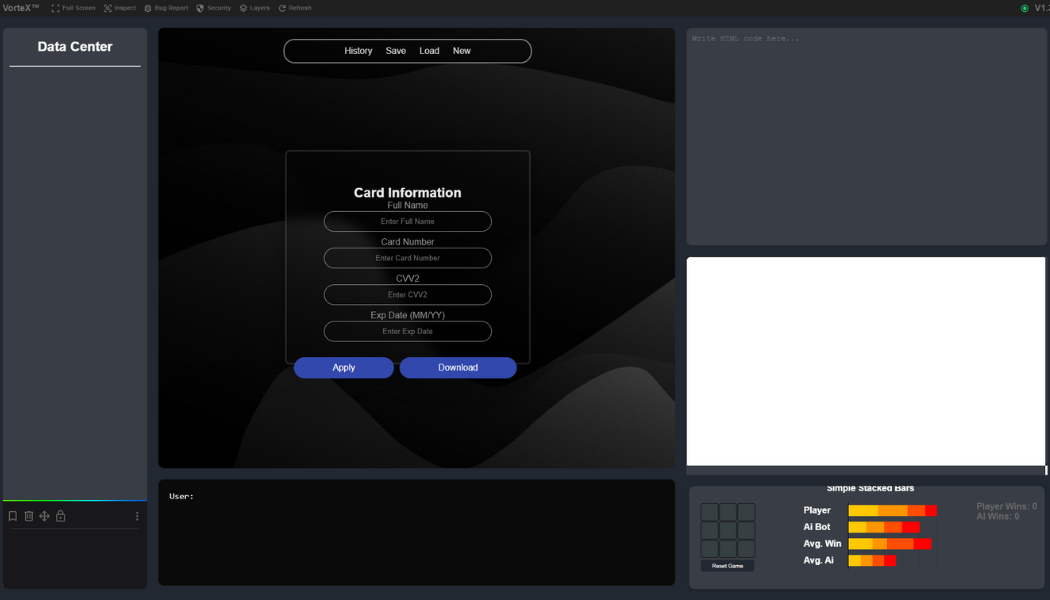 VorteX™ Full Screen Inspect Bug Report Security Layers Refresh
Data Center
History Save Load New
Card Information
Full Name
Enter Full Name
Card Number
Enter Card Number
CVV2
Enter CVV2
Exp Date (MM/YY)
Enter Exp Date
Apply Download
User:
Write HTML code here...
Simple Stacked Bars
Player
Ai Bot
Avg. Win
Avg. Ai
Player Wins: 0
AI Wins: 0
Reset Game